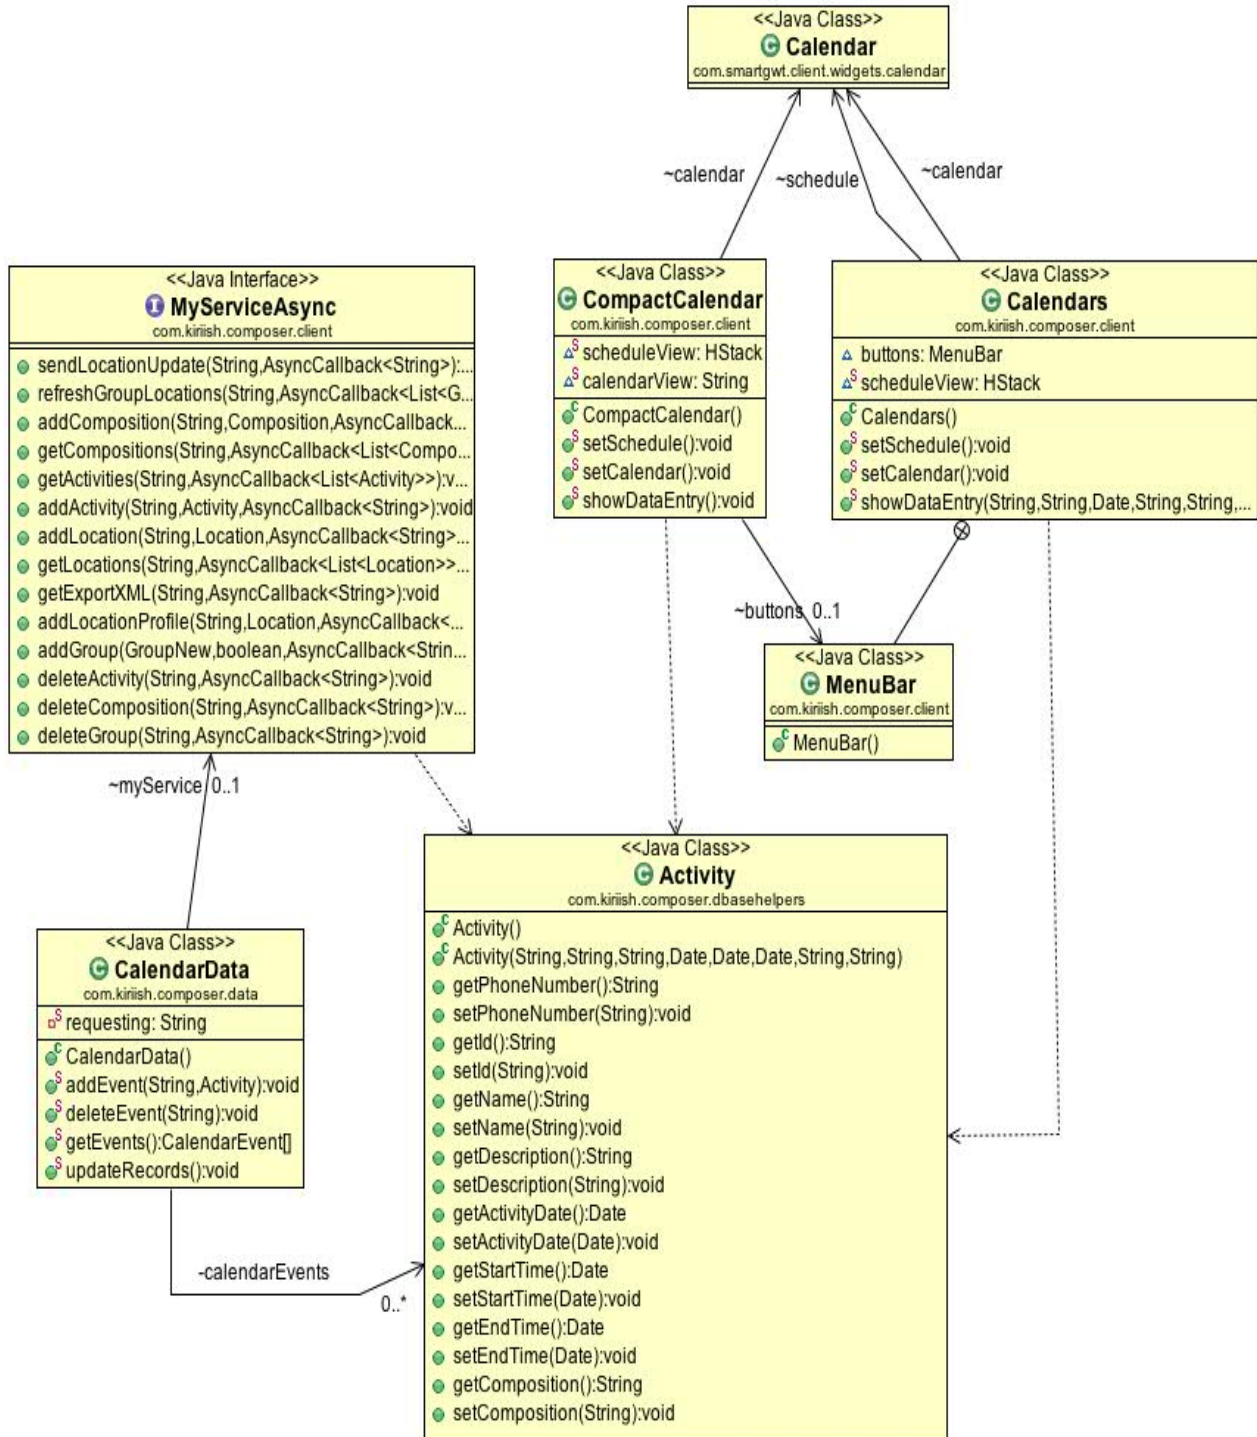 <<Java Class>>
Calendar
com.smartgwt.client.widgets.calendar
~calendar
~schedule
~calendar
<<Java Interface>>
MyServiceAsync
com.kiriish.composer.client
sendLocationUpdate(String,AsyncCallback<String>):...
refreshGroupLocations(String,AsyncCallback<List<G...
addComposition(String,Composition,AsyncCallback...
getCompositions(String,AsyncCallback<List<Compo...
getActivities(String,AsyncCallback<List<Activity>>):v...
addActivity(String,Activity,AsyncCallback<String>):void
addLocation(String,Location,AsyncCallback<String>...
getLocations(String,AsyncCallback<List<Location>>...
getExportXML(String,AsyncCallback<String>):void
addLocationProfile(String,Location,AsyncCallback<...
addGroup(GroupNew,boolean,AsyncCallback<Strin...
deleteActivity(String,AsyncCallback<String>):void
deleteComposition(String,AsyncCallback<String>):v...
deleteGroup(String,AsyncCallback<String>):void
<<Java Class>>
CompactCalendar
com.kiriish.composer.client
scheduleView: HStack
calendarView: String
CompactCalendar()
setSchedule():void
setCalendar():void
showDataEntry():void
<<Java Class>>
Calendars
com.kiriish.composer.client
buttons: MenuBar
scheduleView: HStack
Calendars()
setSchedule():void
setCalendar():void
showDataEntry(String,String,Date,String,String,...
~buttons 0..1
<<Java Class>>
MenuBar
com.kiriish.composer.client
MenuBar()
~myService 0..1
<<Java Class>>
CalendarData
com.kiriish.composer.data
requesting: String
CalendarData()
addEvent(String,Activity):void
deleteEvent(String):void
getEvents():CalendarEvent[]
updateRecords():void
-calendarEvents
0..*
<<Java Class>>
Activity
com.kiriish.composer.dbasehelpers
Activity()
Activity(String,String,String,Date,Date,Date,String,String)
getPhoneNumber():String
setPhoneNumber(String):void
getId():String
setId(String):void
getName():String
setName(String):void
getDescription():String
setDescription(String):void
getActivityDate():Date
setActivityDate(Date):void
getStartTime():Date
setStartTime(Date):void
getEndTime():Date
setEndTime(Date):void
getComposition():String
setComposition(String):void